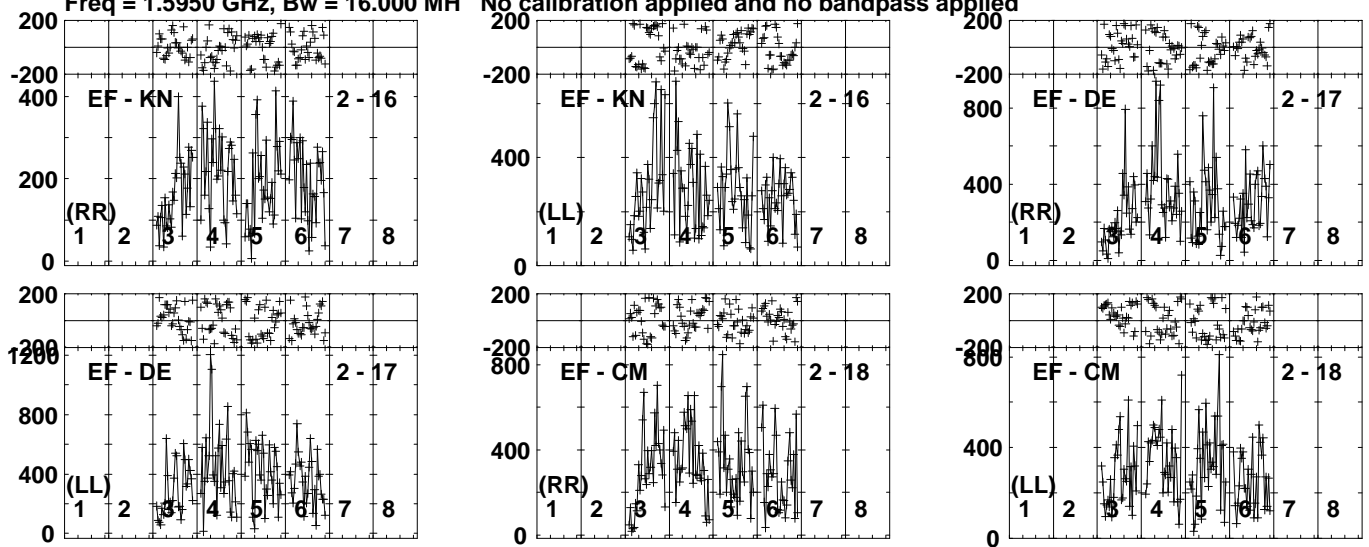 Freq = 1.5950 GHz, Bw = 16.000 MH No calibration applied and no bandpass applied
200
-200
400
200
0
EF - KN 2 - 16
(RR)
1 2 3 4 5 6 7 8
200
-200
400
0
EF - KN 2 - 16
(LL)
1 2 3 4 5 6 7 8
200
-200
800
400
0
EF - DE 2 - 17
(RR)
1 2 3 4 5 6 7 8
200
-200
1200
800
400
0
EF - DE 2 - 17
(LL)
1 2 3 4 5 6 7 8
200
-200
800
400
0
EF - CM 2 - 18
(RR)
1 2 3 4 5 6 7 8
200
-200
800
400
0
EF - CM 2 - 18
(LL)
1 2 3 4 5 6 7 8